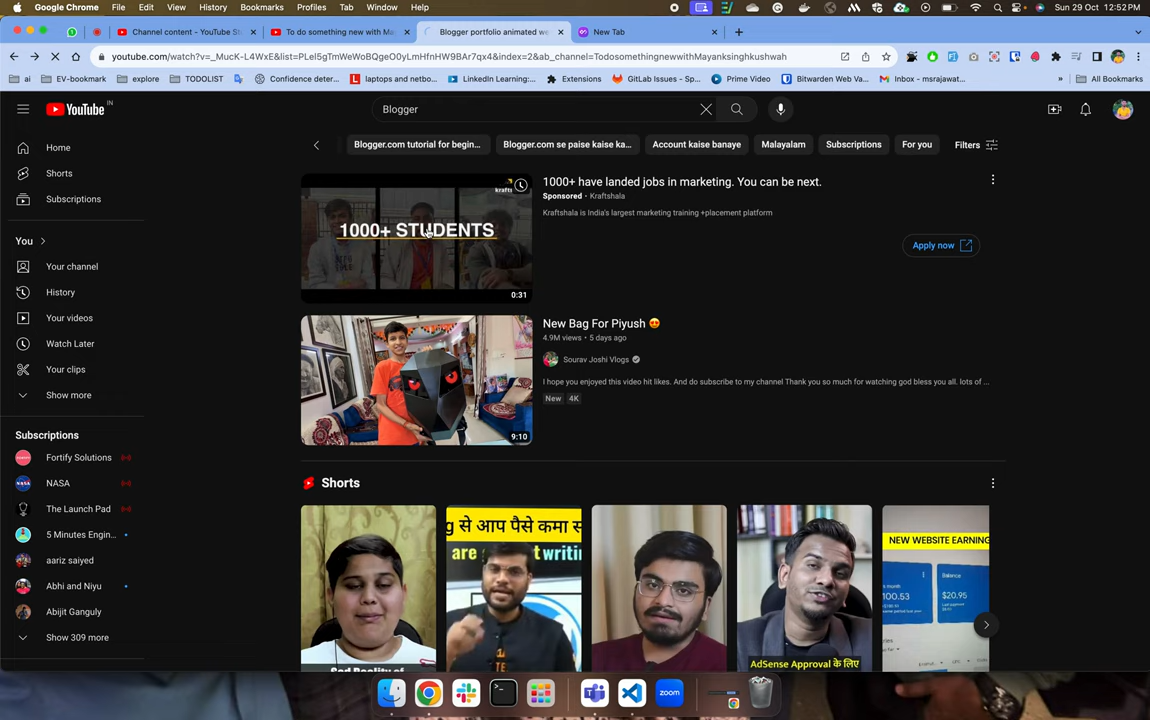 Google Chrome File Edit View History Bookmarks Profiles Tab Window Help Sun 29 Oct 12:52 PM
Channel content - YouTube S To do something new with Ma Blogger portfolio animated we New Tab
youtube.com/watch?v=_MucK-L4WxE&list=PLel5gTmWeWoBQgeO0yLmHfnHW9BAr7qx4&index=2&ab_channel=TodosomethingnewwithMayanksinghkushwah
ai EV-bookmark explore TODOLIST Confidence deter... laptops and netbo... LinkedIn Learning:... Extensions GitLab Issues - Sp... Prime Video Bitwarden Web Va... Inbox - msrajawat... » All Bookmarks
YouTube IN
Blogger
Blogger.com tutorial for begin... Blogger.com se paise kaise ka... Account kaise banaye Malayalam Subscriptions For you Filters
Home
Shorts
Subscriptions
You
Your channel
History
Your videos
Watch Later
Your clips
Show more
Subscriptions
Fortify Solutions
NASA
The Launch Pad
5 Minutes Engin...
aariz saiyed
Abhi and Niyu
Abijit Ganguly
Show 309 more
1000+ STUDENTS
0:31
1000+ have landed jobs in marketing. You can be next.
Sponsored • Kraftshala
Kraftshala is India's largest marketing training +placement platform
Apply now
9:10
New Bag For Piyush 😍
4.9M views • 5 days ago
Sourav Joshi Vlogs
I hope you enjoyed this video hit likes. And do subscribe to my channel Thank you so much for watching god bless you all. lots of ...
New 4K
Shorts
g से आप पैसे कमा स
are writin
NEW WEBSITE EARNING
Balance
100.53 $20.95
AdSense Approval के लिए
zoom